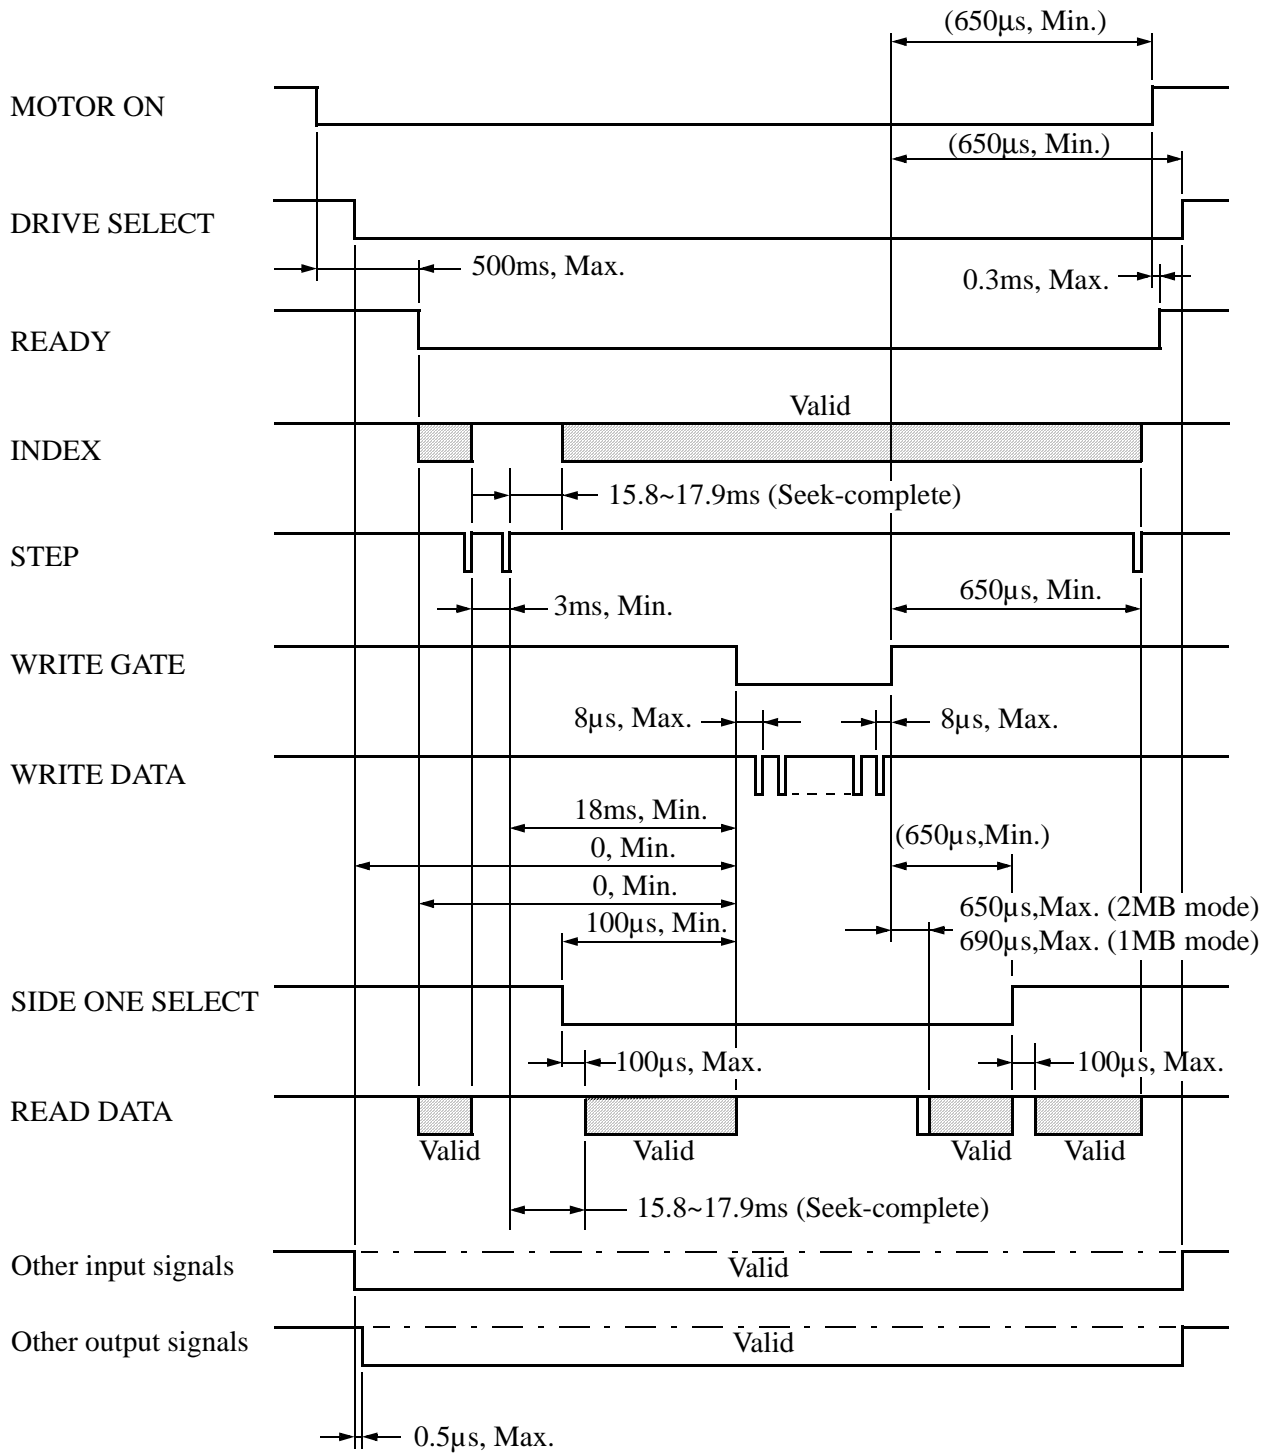 (650µs, Min.)
MOTOR ON
(650µs, Min.)
DRIVE SELECT
500ms, Max.
0.3ms, Max.
READY
Valid
INDEX
15.8~17.9ms (Seek-complete)
STEP
3ms, Min.
650µs, Min.
WRITE GATE
8µs, Max.
8µs, Max.
WRITE DATA
18ms, Min.
(650µs,Min.)
0, Min.
0, Min.
650µs,Max. (2MB mode)
100µs, Min.
690µs,Max. (1MB mode)
SIDE ONE SELECT
100µs, Max.
100µs, Max.
READ DATA
Valid
Valid
Valid
Valid
15.8~17.9ms (Seek-complete)
Other input signals
Valid
Other output signals
Valid
0.5µs, Max.